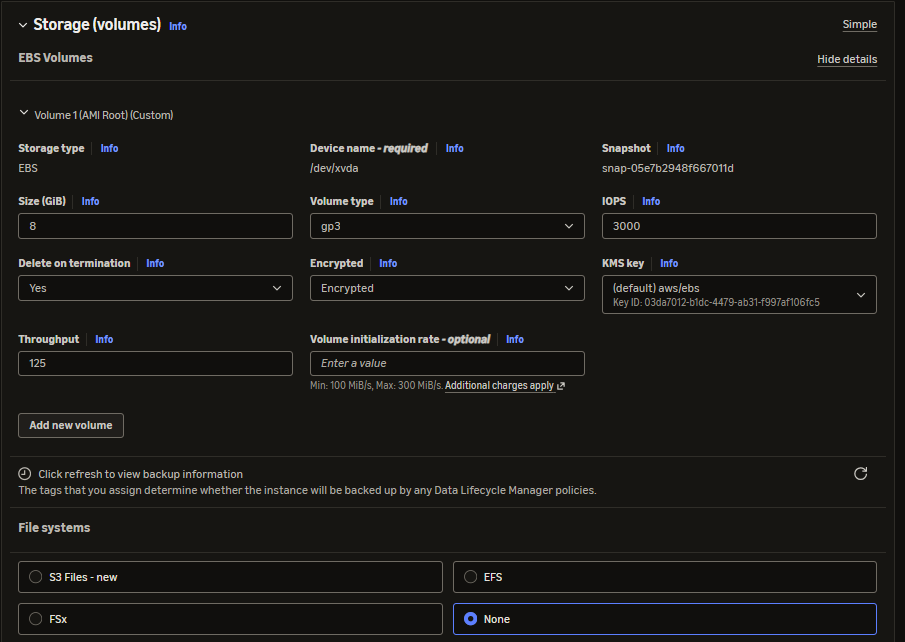 Storage (volumes) Info Simple
EBS Volumes Hide details
Volume 1 (AMI Root) (Custom)
Storage type Info Device name - required Info Snapshot Info
EBS /dev/xvda snap-05e7b2948f667011d
Size (GiB) Info Volume type Info IOPS Info
8 gp3 3000
Delete on termination Info Encrypted Info KMS key Info
Yes Encrypted (default) aws/ebs
Key ID: 03da7012-b1dc-4479-ab31-f997af106fc5
Throughput Info Volume initialization rate - optional Info
125 Enter a value
Min: 100 MiB/s, Max: 300 MiB/s. Additional charges apply
Add new volume
Click refresh to view backup information
The tags that you assign determine whether the instance will be backed up by any Data Lifecycle Manager policies.
File systems
S3 Files - new EFS
FSx None